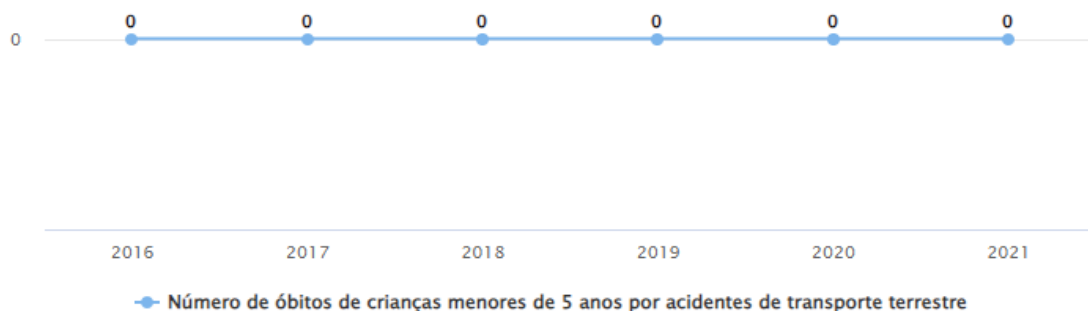 0 0 0 0 0 0
0
2016 2017 2018 2019 2020 2021
Número de óbitos de crianças menores de 5 anos por acidentes de transporte terrestre